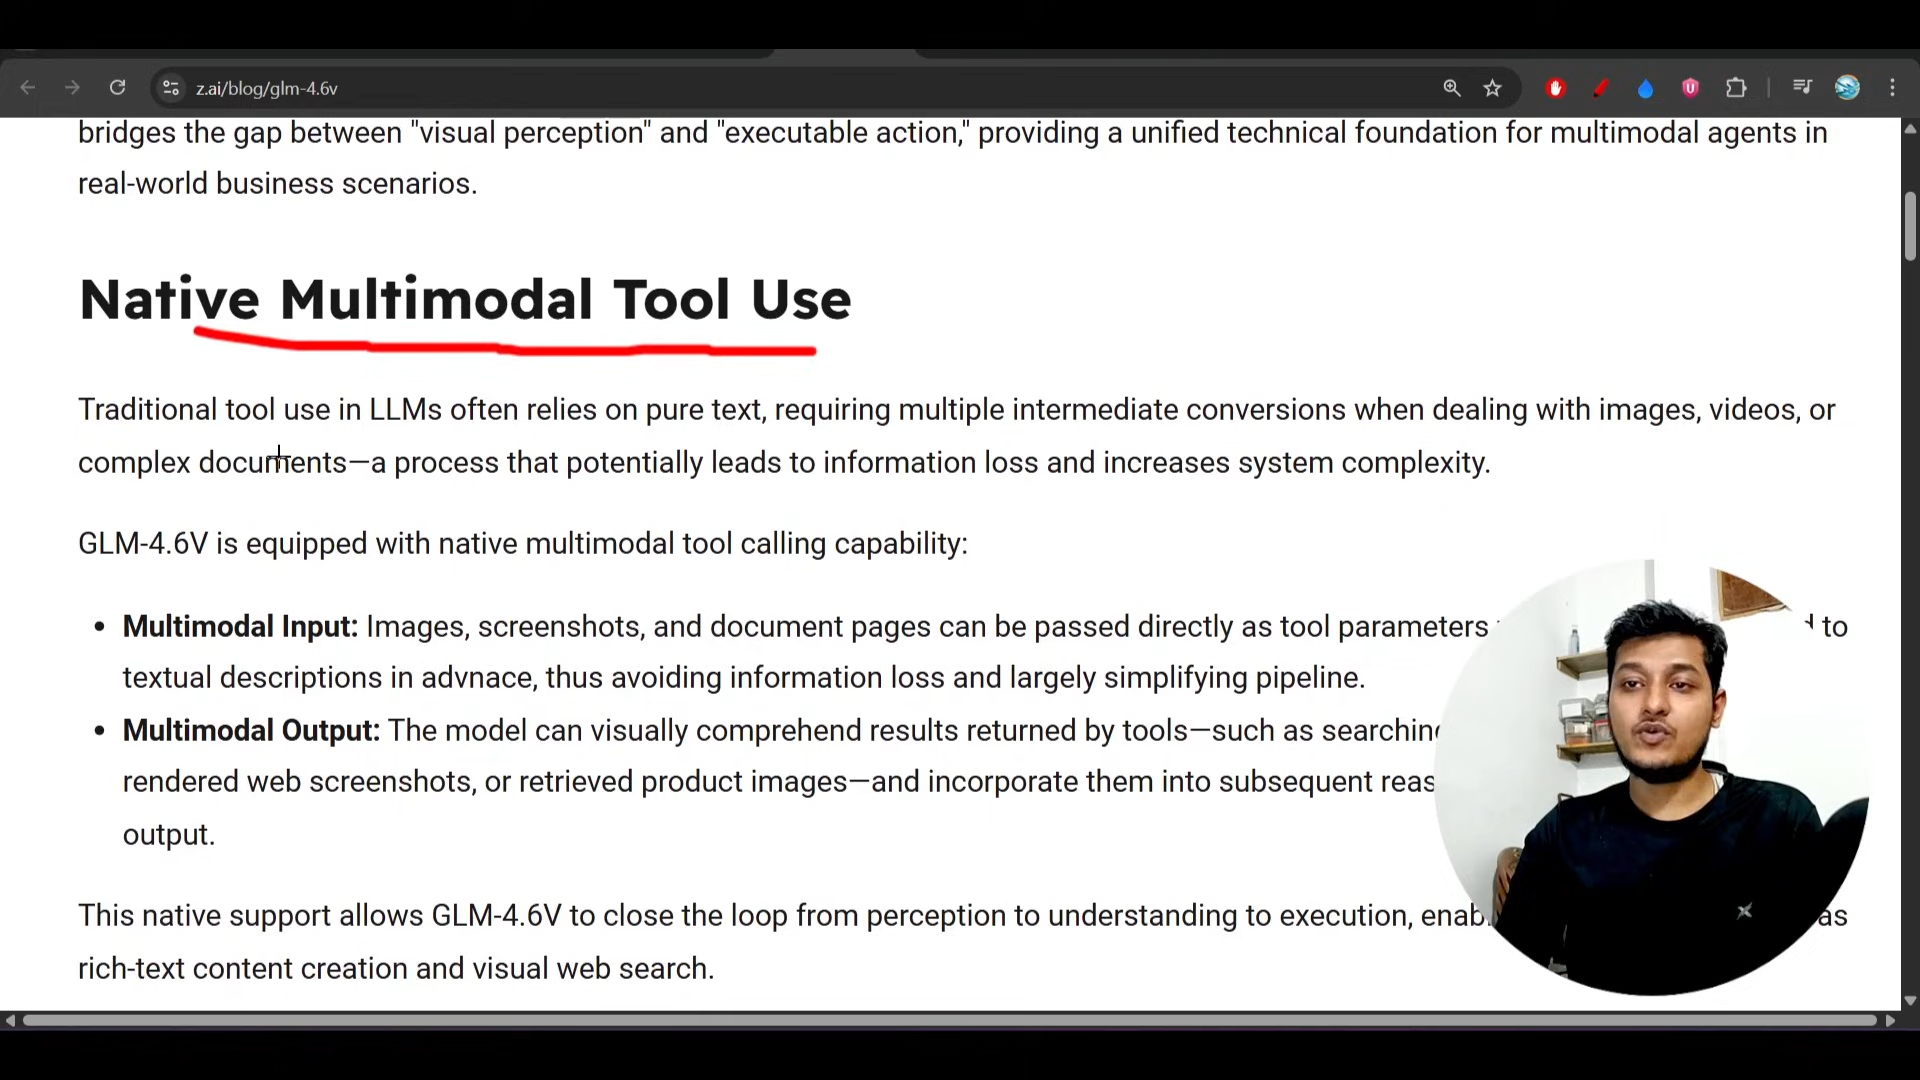 z.ai/blog/glm-4.6v
bridges the gap between "visual perception" and "executable action," providing a unified technical foundation for multimodal agents in
real-world business scenarios.
Native Multimodal Tool Use
Traditional tool use in LLMs often relies on pure text, requiring multiple intermediate conversions when dealing with images, videos, or
complex documents—a process that potentially leads to information loss and increases system complexity.
GLM-4.6V is equipped with native multimodal tool calling capability:
• Multimodal Input: Images, screenshots, and document pages can be passed directly as tool parameters to
textual descriptions in advnace, thus avoiding information loss and largely simplifying pipeline.
• Multimodal Output: The model can visually comprehend results returned by tools—such as searching
rendered web screenshots, or retrieved product images—and incorporate them into subsequent
output.
This native support allows GLM-4.6V to close the loop from perception to understanding to execution, as
rich-text content creation and visual web search.